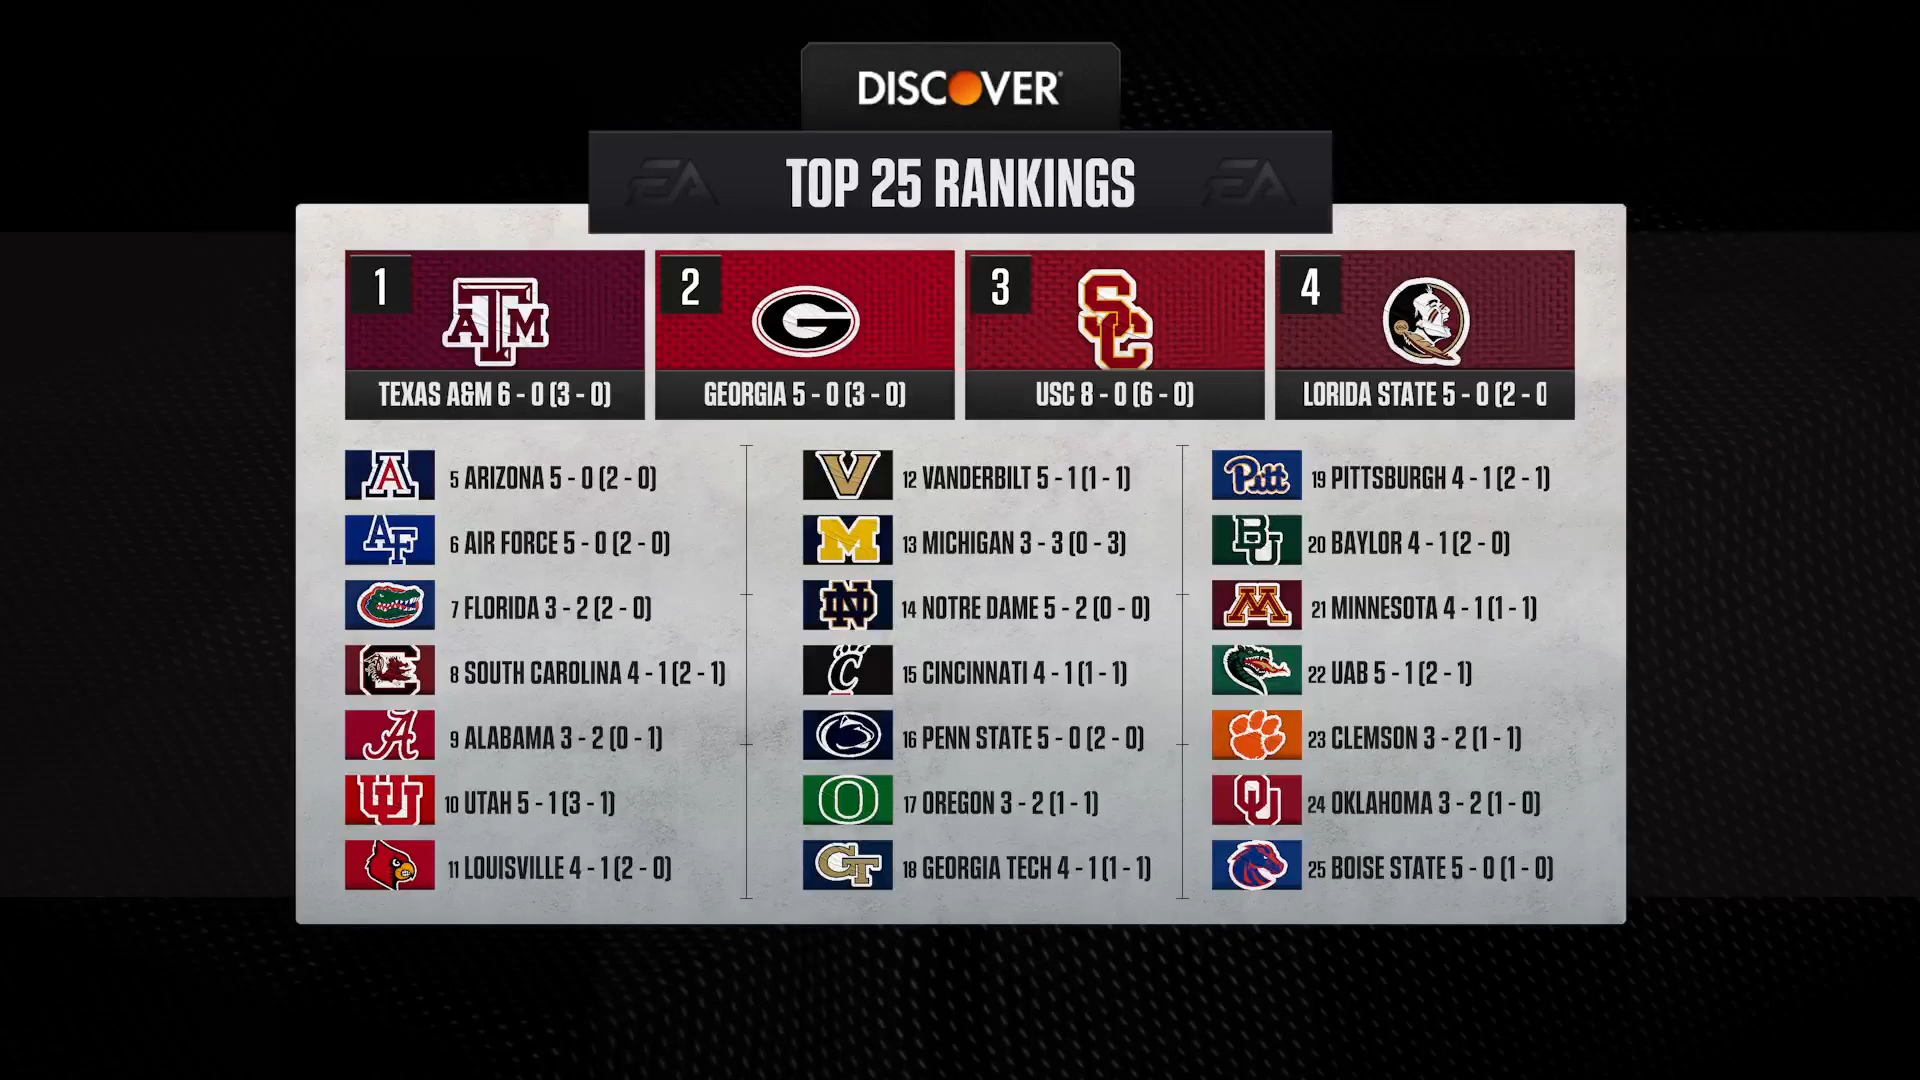 DISCOVER
EA TOP 25 RANKINGS EA
1
2
3
4
TEXAS A&M 6 - 0 (3 - 0)
GEORGIA 5 - 0 (3 - 0)
USC 8 - 0 (6 - 0)
LORIDA STATE 5 - 0 (2 - 0
5 ARIZONA 5 - 0 (2 - 0)
6 AIR FORCE 5 - 0 (2 - 0)
7 FLORIDA 3 - 2 (2 - 0)
8 SOUTH CAROLINA 4 - 1 (2 - 1)
9 ALABAMA 3 - 2 (0 - 1)
10 UTAH 5 - 1 (3 - 1)
11 LOUISVILLE 4 - 1 (2 - 0)
12 VANDERBILT 5 - 1 (1 - 1)
13 MICHIGAN 3 - 3 (0 - 3)
14 NOTRE DAME 5 - 2 (0 - 0)
15 CINCINNATI 4 - 1 (1 - 1)
16 PENN STATE 5 - 0 (2 - 0)
17 OREGON 3 - 2 (1 - 1)
18 GEORGIA TECH 4 - 1 (1 - 1)
Pitt 19 PITTSBURGH 4 - 1 (2 - 1)
20 BAYLOR 4 - 1 (2 - 0)
21 MINNESOTA 4 - 1 (1 - 1)
22 UAB 5 - 1 (2 - 1)
23 CLEMSON 3 - 2 (1 - 1)
24 OKLAHOMA 3 - 2 (1 - 0)
25 BOISE STATE 5 - 0 (1 - 0)